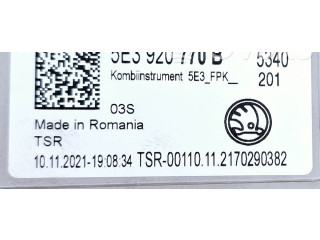 5E3 920 770 B 5340
Kombiinstrument 5E3_FPK_ 201
03S
Made in Romania
TSR
10.11.2021-19:08:34 TSR-00110.11.2170290382